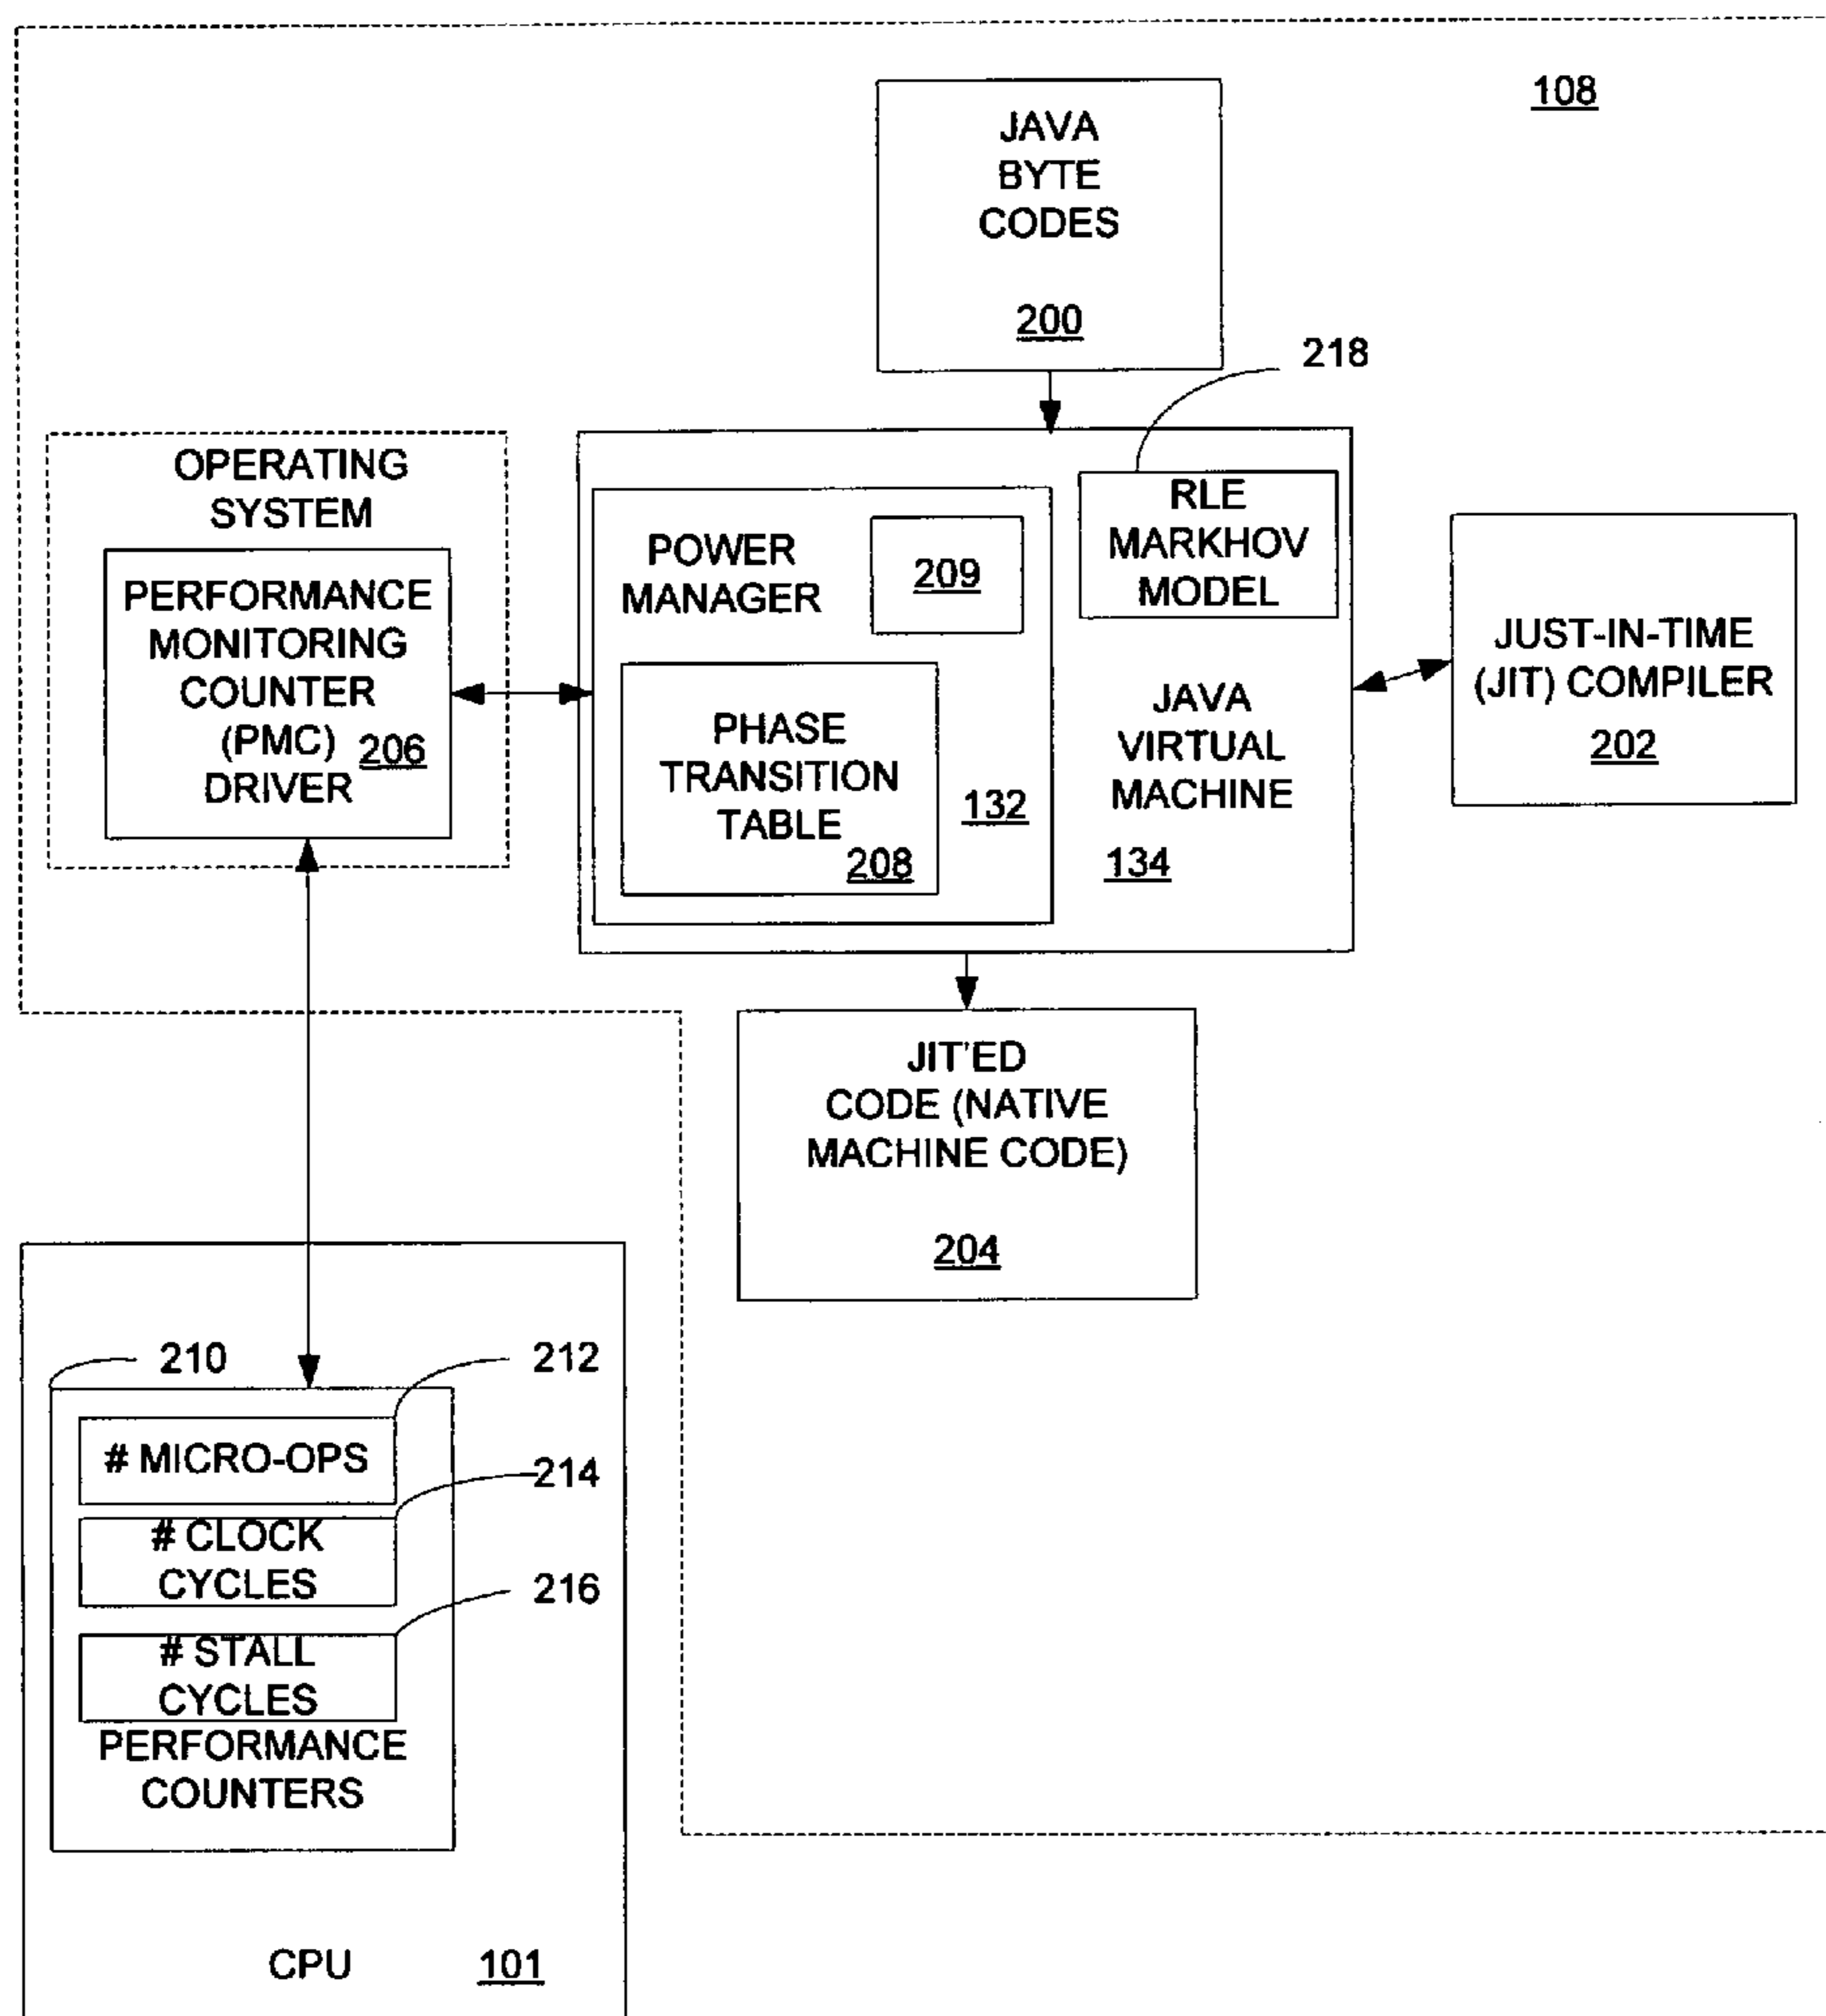 108
JAVA
BYTE
CODES
200
218
OPERATING
SYSTEM
PERFORMANCE
MONITORING
COUNTER
(PMC)
206
DRIVER
POWER
MANAGER
209
RLE
MARKHOV
MODEL
PHASE
TRANSITION
TABLE
208
132
JAVA
VIRTUAL
MACHINE
134
JUST-IN-TIME
(JIT) COMPILER
202
JIT'ED
CODE (NATIVE
MACHINE CODE)
204
210
212
# MICRO-OPS
214
# CLOCK
CYCLES
216
# STALL
CYCLES
PERFORMANCE
COUNTERS
CPU
101